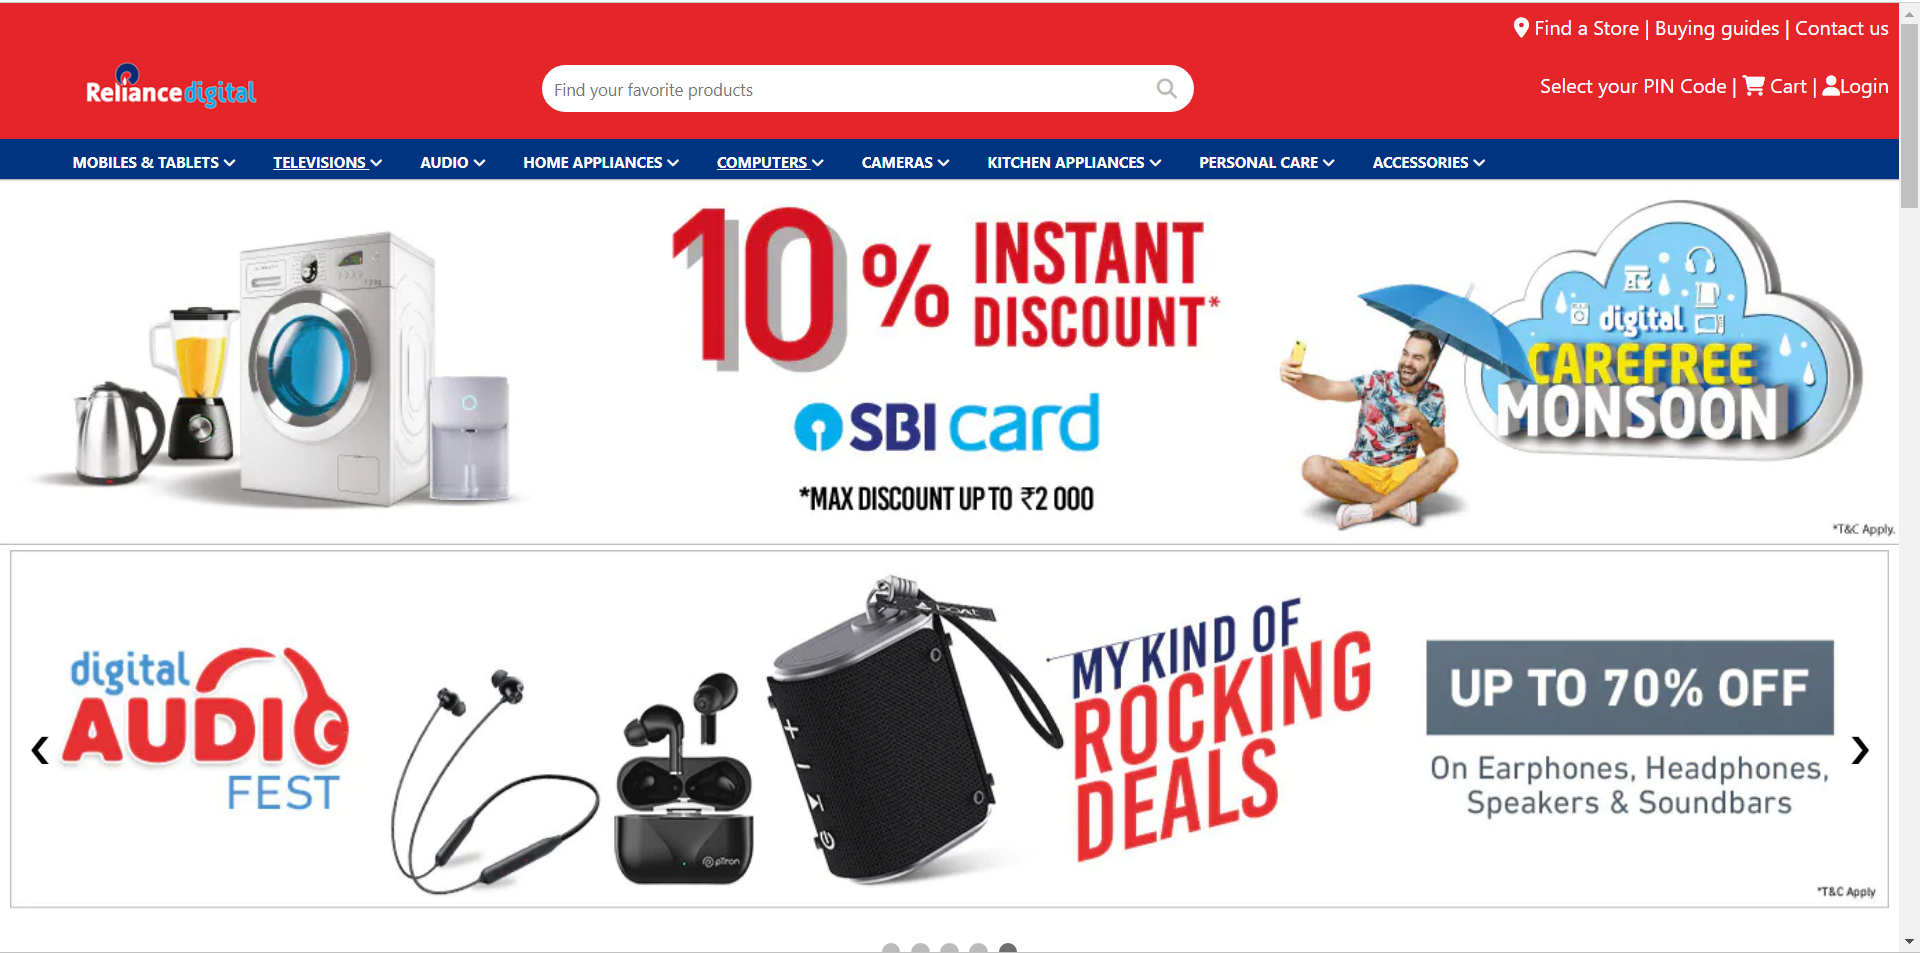 Find a Store | Buying guides | Contact us
Reliance digital
Find your favorite products
Select your PIN Code | Cart | Login
MOBILES & TABLETS TELEVISIONS AUDIO HOME APPLIANCES COMPUTERS CAMERAS KITCHEN APPLIANCES PERSONAL CARE ACCESSORIES
10% INSTANT
DISCOUNT*
SBI card
*MAX DISCOUNT UP TO ₹2 000
digital
CAREFREE
MONSOON
*T&C Apply.
digital
AUDIO
FEST
pTron
boAt
MY KIND OF
ROCKING
DEALS
UP TO 70% OFF
On Earphones, Headphones,
Speakers & Soundbars
*T&C Apply